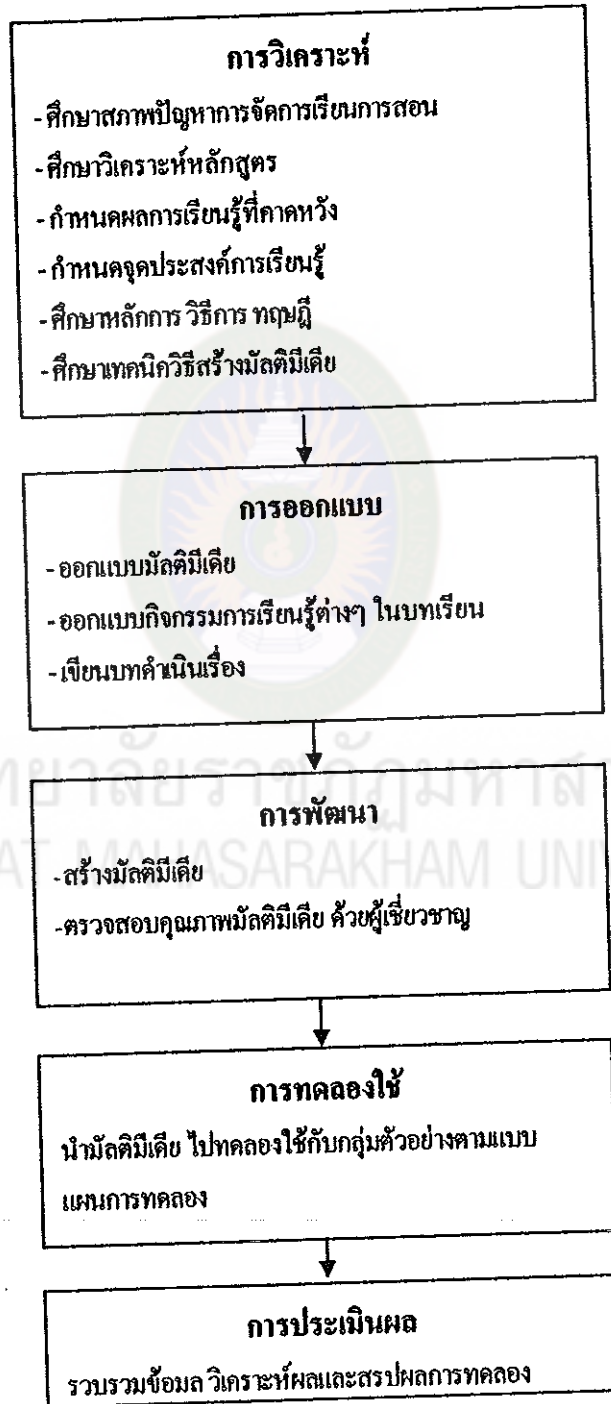 การวิเคราะห์
-ศึกษาสภาพปัญหาการจัดการเรียนการสอน
-ศึกษาวิเคราะห์หลักสูตร
-กำหนดผลการเรียนรู้ที่คาดหวัง
-กำหนดจุดประสงค์การเรียนรู้
-ศึกษาหลักการ วิธีการ ทฤษฎี
-ศึกษาเทคนิควิธีสร้างมัลติมีเดีย
การออกแบบ
-ออกแบบมัลติมีเดีย
-ออกแบบกิจกรรมการเรียนรู้ต่างๆ ในบทเรียน
-เขียนบทดำเนินเรื่อง
การพัฒนา
-สร้างมัลติมีเดีย
-ตรวจสอบคุณภาพมัลติมีเดีย ด้วยผู้เชี่ยวชาญ
MAHASARAKHAM
การทดลองใช้
นำมัลติมีเดีย ไปทดลองใช้กับกลุ่มตัวอย่างตามแบบ
แผนการทดลอง
การประเมินผล
รวบรวมข้อมูล วิเคราะห์ผลและสรุปผลการทดลอง